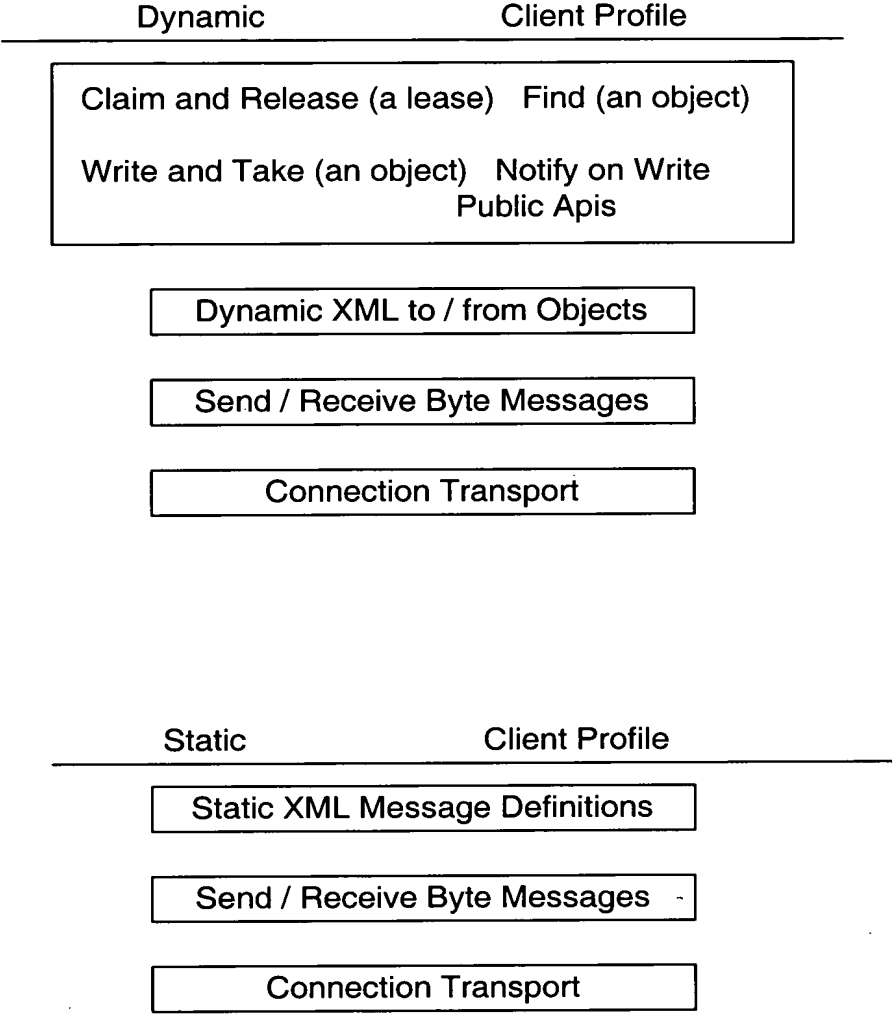 Dynamic Client Profile
Claim and Release (a lease) Find (an object)
Write and Take (an object) Notify on Write
Public Apis
Dynamic XML to / from Objects
Send / Receive Byte Messages
Connection Transport
Static Client Profile
Static XML Message Definitions
Send / Receive Byte Messages
Connection Transport